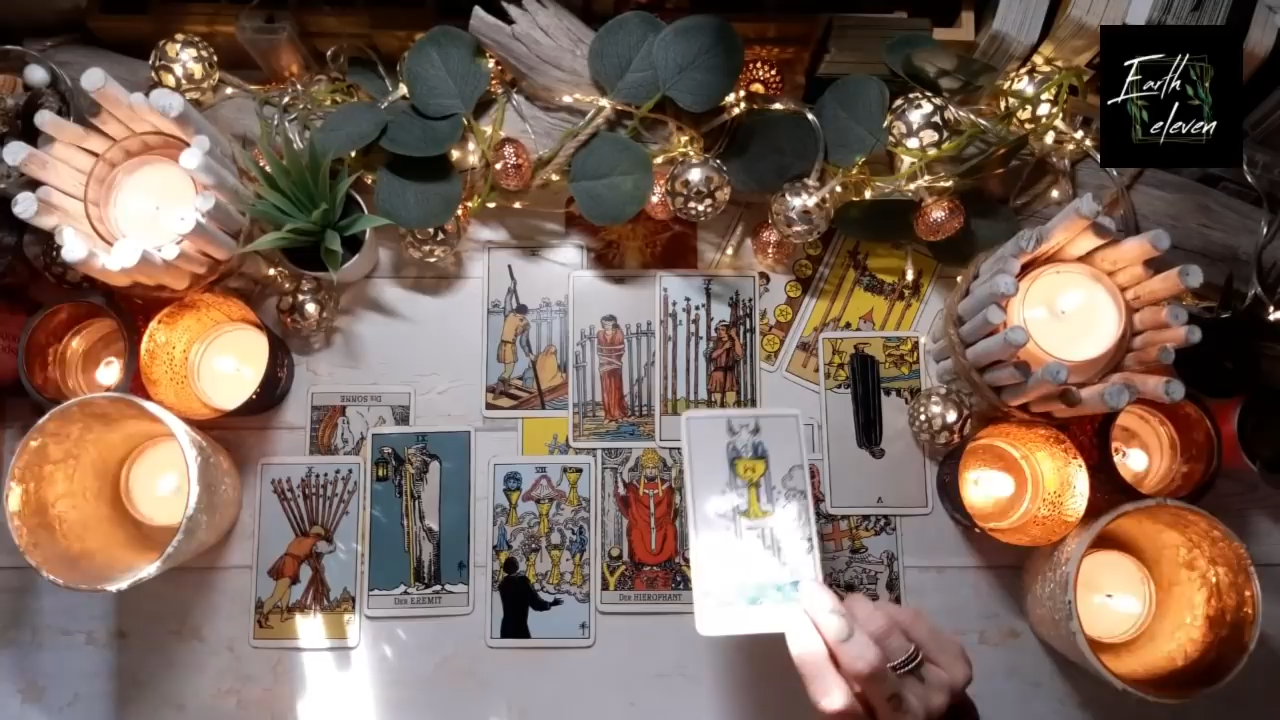 Earth
eleven
DIE SONNE
X
IX
DER EREMIT
VII
DER HIEROPHANT
V